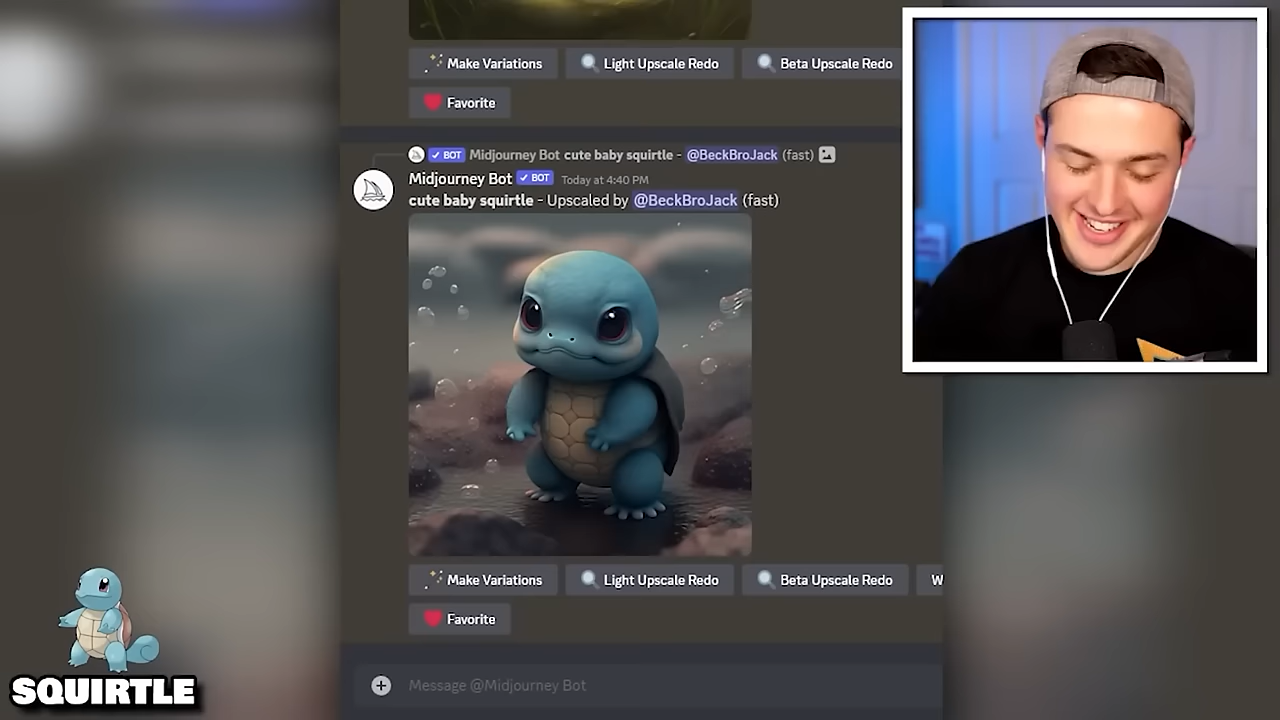 Make Variations Light Upscale Redo Beta Upscale Redo
Favorite
BOT Midjourney Bot cute baby squirtle - @BeckBroJack (fast)
Midjourney Bot BOT Today at 4:40 PM
cute baby squirtle - Upscaled by @BeckBroJack (fast)
Make Variations Light Upscale Redo Beta Upscale Redo W
Favorite
Message @Midjourney Bot
SQUIRTLE